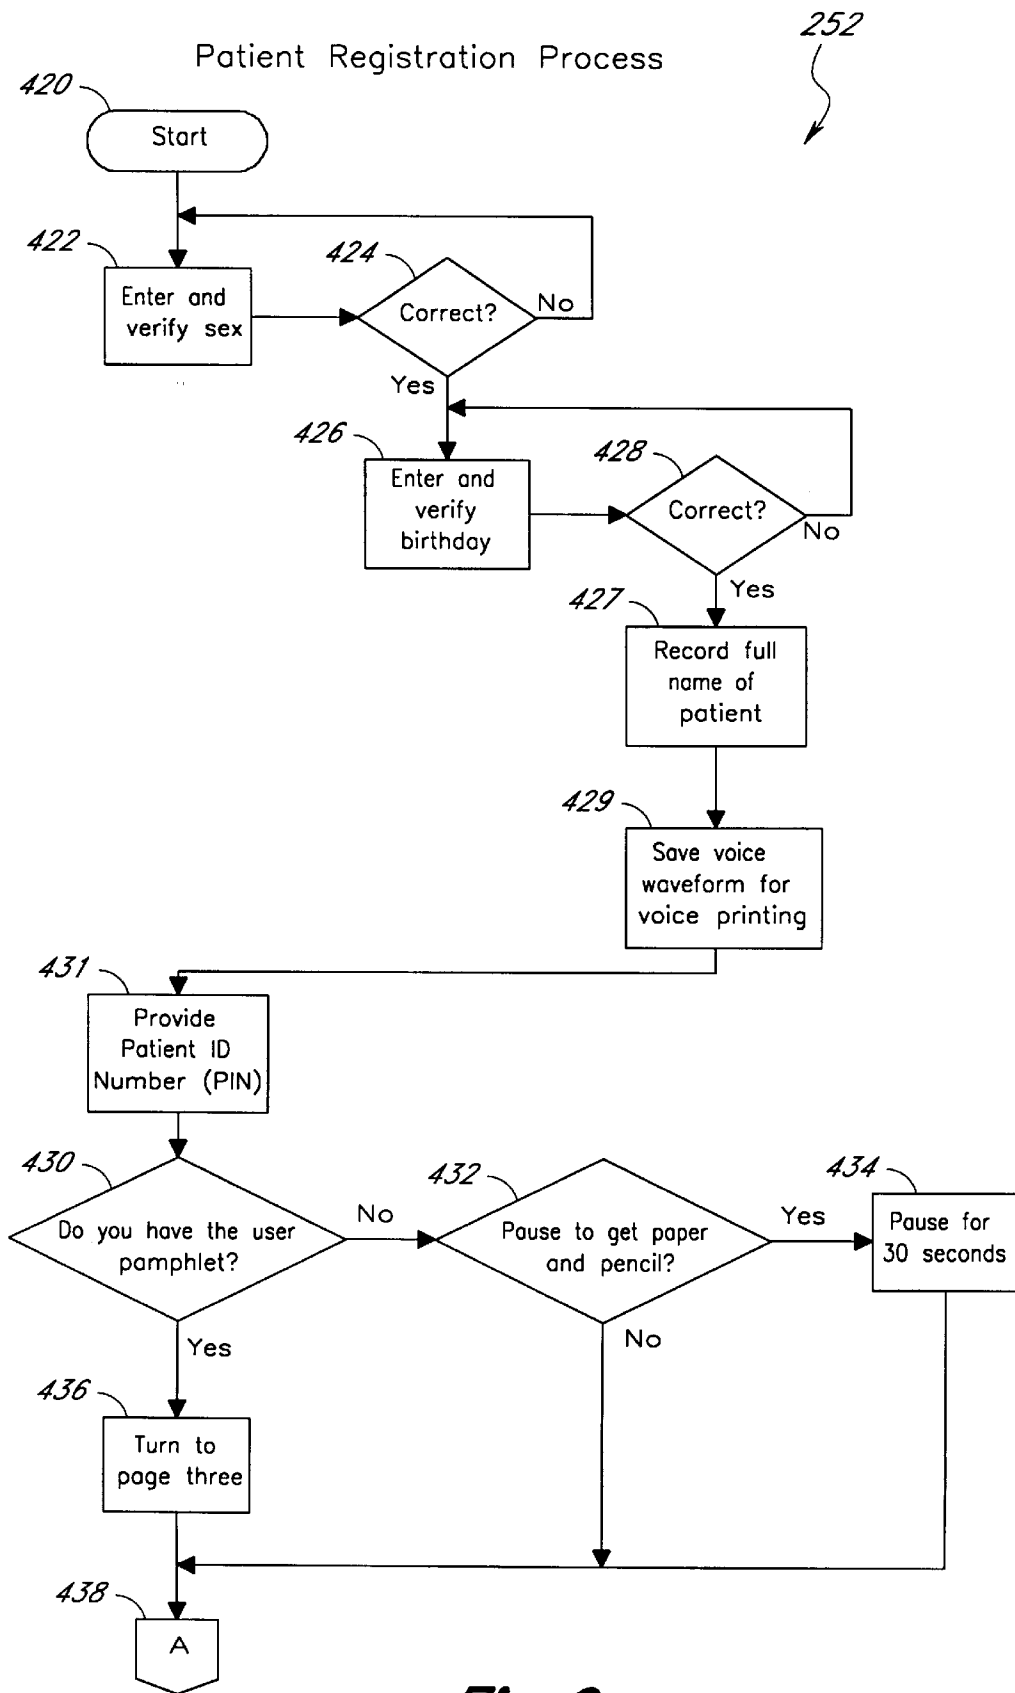 252
Patient Registration Process
420
Start
422
Enter and
verify sex
424
Correct?
No
Yes
426
Enter and
verify
birthday
428
Correct?
No
Yes
427
Record full
name of
patient
429
Save voice
waveform for
voice printing
431
Provide
Patient ID
Number (PIN)
430
Do you have the user
pamphlet?
No
Yes
432
Pause to get paper
and pencil?
Yes
No
434
Pause for
30 seconds
436
Turn to
page three
438
A